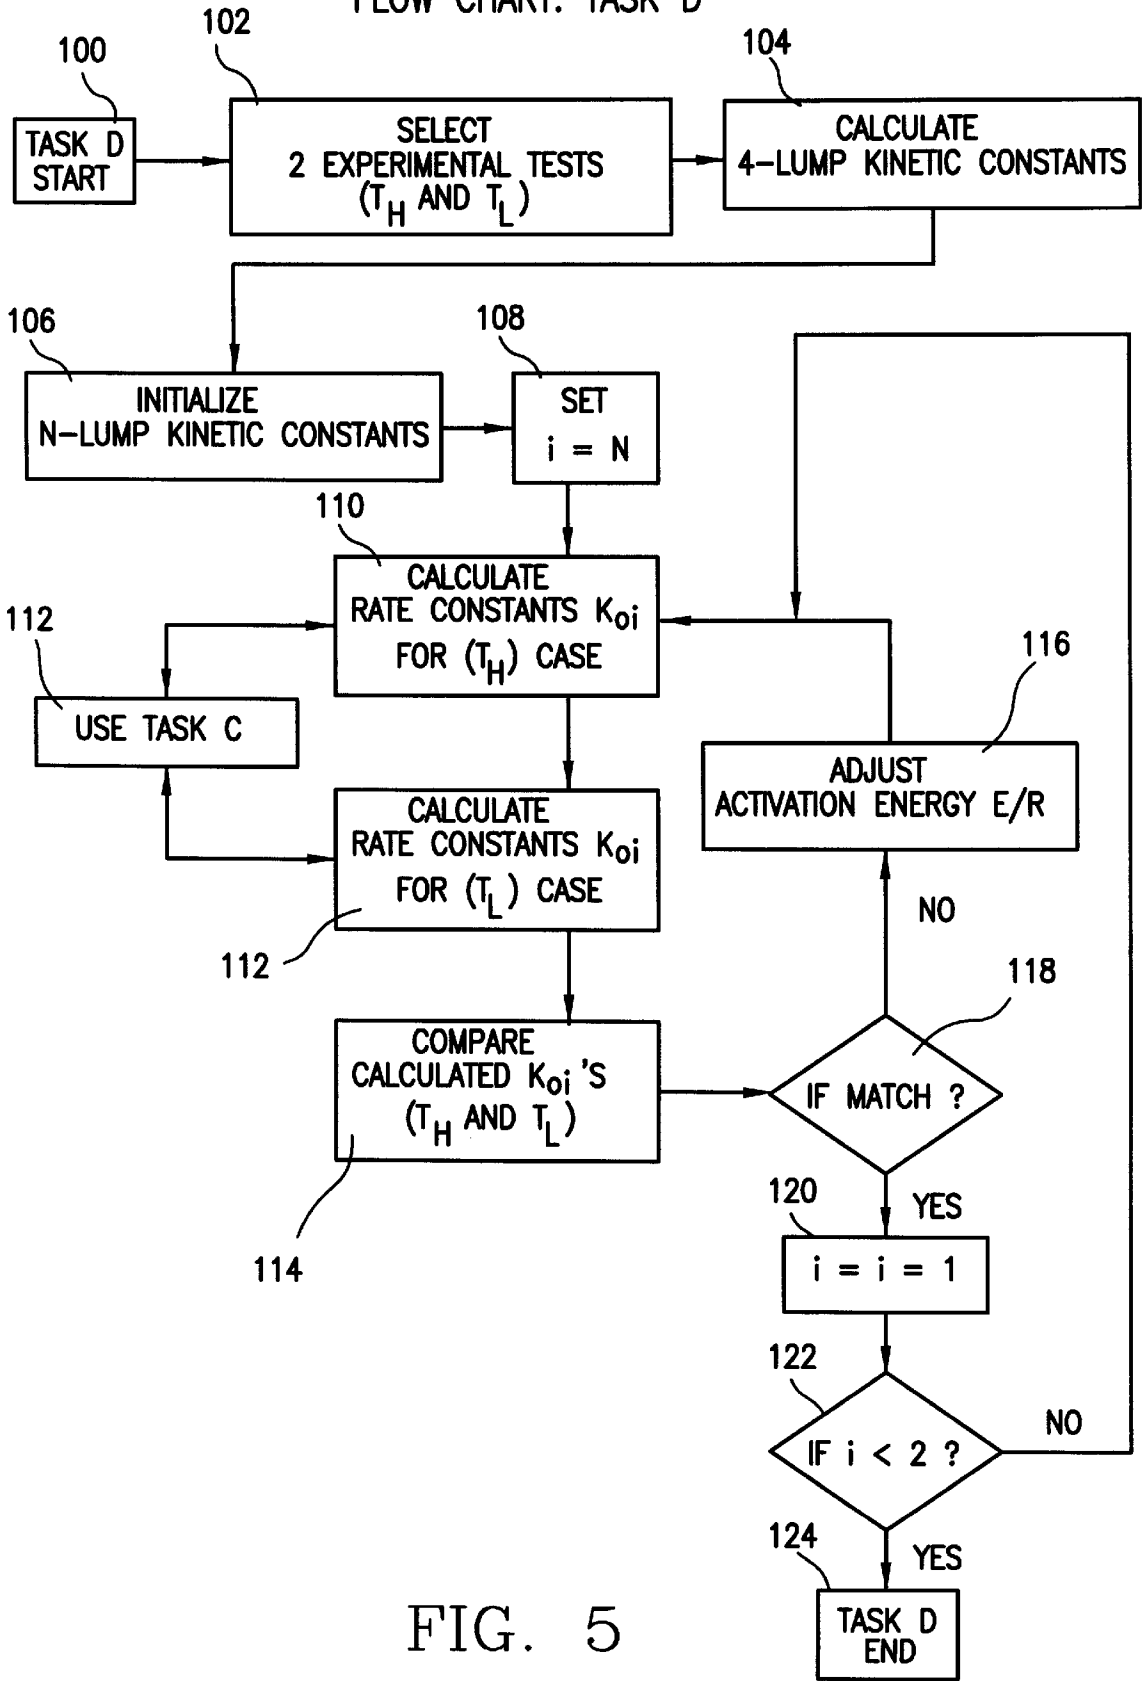 FLOW CHART: TASK D
102
104
100
TASK D
START
SELECT
2 EXPERIMENTAL TESTS
(TH AND TL)
CALCULATE
4-LUMP KINETIC CONSTANTS
106
108
INITIALIZE
N-LUMP KINETIC CONSTANTS
SET
i = N
110
CALCULATE
RATE CONSTANTS Koi
FOR (TH) CASE
112
USE TASK C
116
ADJUST
ACTIVATION ENERGY E/R
CALCULATE
RATE CONSTANTS Koi
FOR (TL) CASE
112
NO
118
COMPARE
CALCULATED Koi'S
(TH AND TL)
114
IF MATCH ?
YES
120
i = i = 1
122
IF i < 2 ?
NO
YES
124
TASK D
END
FIG. 5